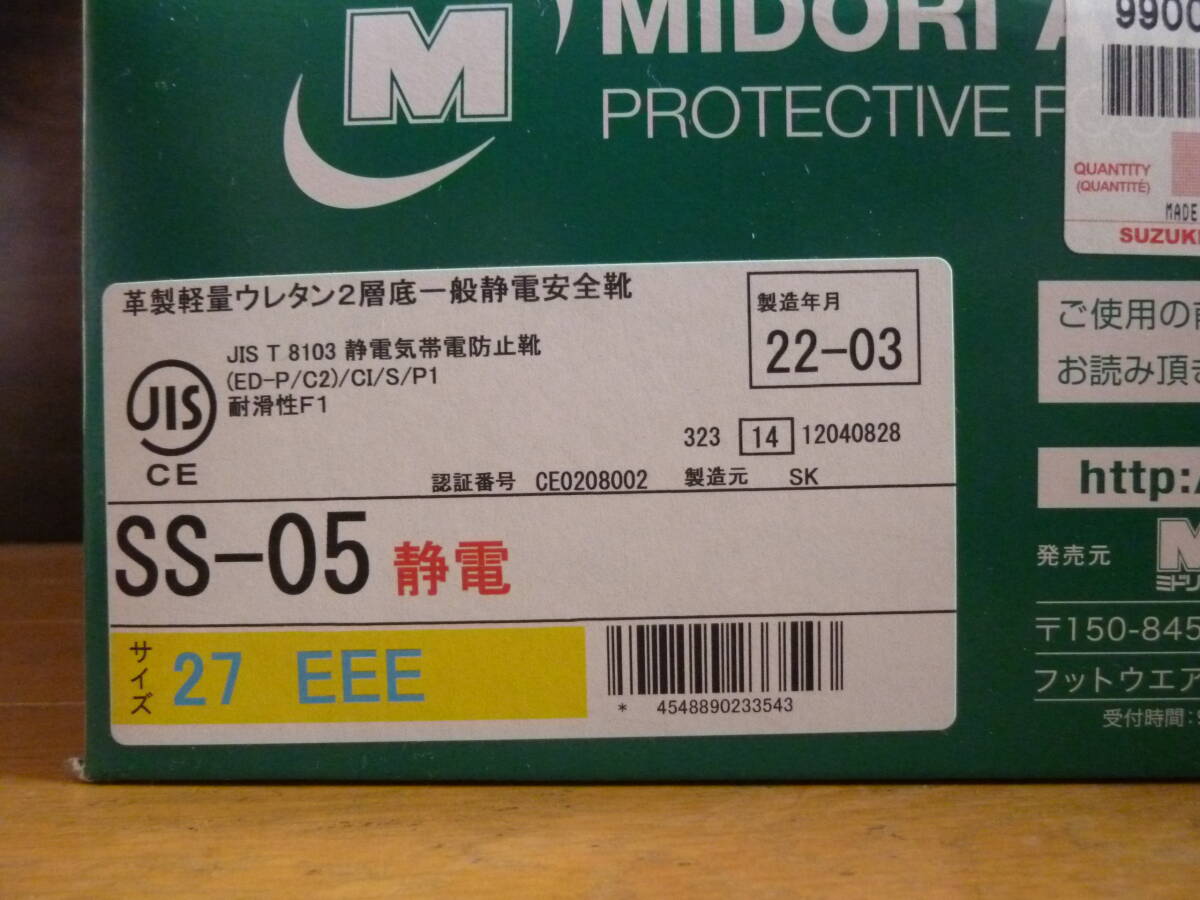 M
MIDORI
PROTECTIVE
9900
QUANTITY
(QUANTITÉ)
MADE
SUZUKI
革製軽量ウレタン2層底一般静電安全靴
JIS T 8103 静電気帯電防止靴
(ED-P/C2)/CI/S/P1
耐滑性F1
JIS
CE
製造年月
22-03
323 14 12040828
認証番号 CE0208002 製造元 SK
SS-05 静電
サイズ 27 EEE
* 4548890233543
ご使用の
お読み頂き
http:/
発売元
〒150-845
フットウエア
受付時間: